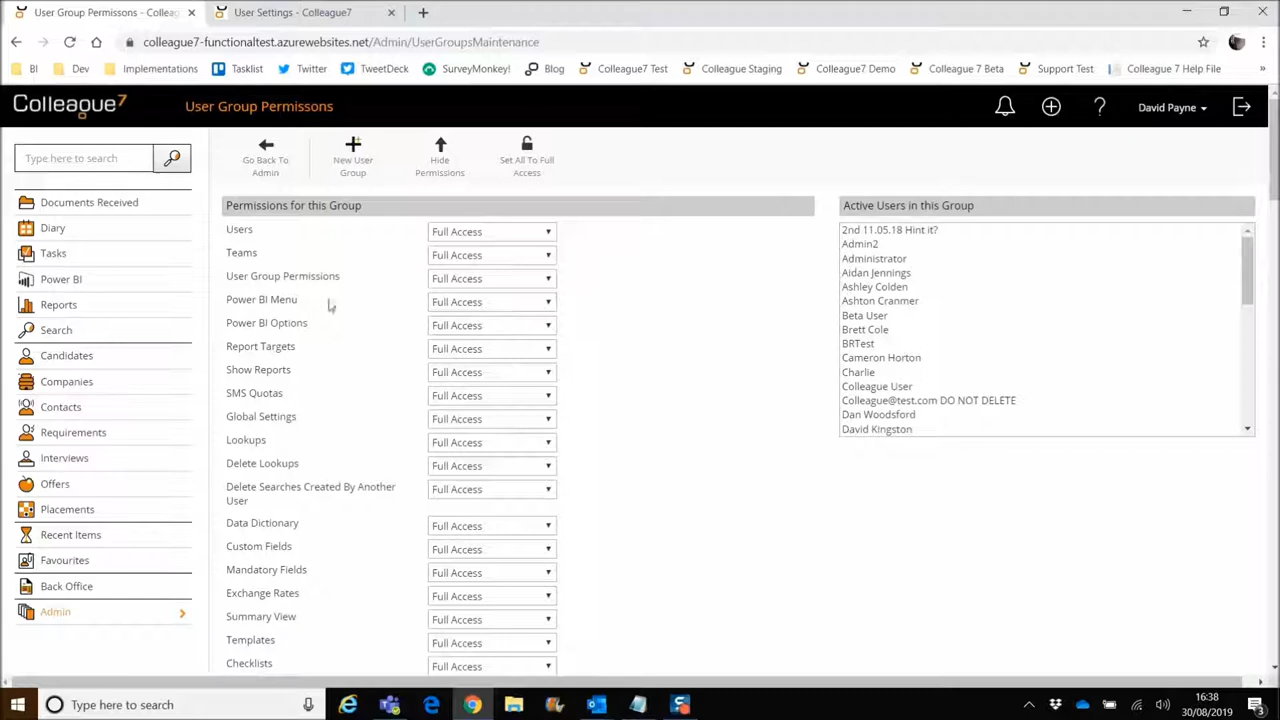 User Group Permissons - Colleag
User Settings - Colleague7
colleague7-functionaltest.azurewebsites.net/Admin/UserGroupsMaintenance
BI
Dev
Implementations
Tasklist
Twitter
TweetDeck
SurveyMonkey!
Blog
Colleague7 Test
Colleague7 Staging
Colleague7 Demo
Colleague 7 Beta
Support Test
Colleague 7 Help File
Colleague7
User Group Permissons
David Payne
Type here to search
Go Back To
Admin
New User
Group
Hide
Permissions
Set All To Full
Access
Documents Received
Diary
Tasks
Power BI
Reports
Search
Candidates
Companies
Contacts
Requirements
Interviews
Offers
Placements
Recent Items
Favourites
Back Office
Admin
Permissions for this Group
Users Full Access
Teams Full Access
User Group Permissions Full Access
Power BI Menu Full Access
Power BI Options Full Access
Report Targets Full Access
Show Reports Full Access
SMS Quotas Full Access
Global Settings Full Access
Lookups Full Access
Delete Lookups Full Access
Delete Searches Created By Another Full Access
User
Data Dictionary Full Access
Custom Fields Full Access
Mandatory Fields Full Access
Exchange Rates Full Access
Summary View Full Access
Templates Full Access
Checklists Full Access
Active Users in this Group
2nd 11.05.18 Hint it?
Admin2
Administrator
Aidan Jennings
Ashley Colden
Ashton Cranmer
Beta User
Brett Cole
BRTest
Cameron Horton
Charlie
Colleague User
Colleague@test.com DO NOT DELETE
Dan Woodsford
David Kingston
Type here to search
16:38
30/08/2019
3